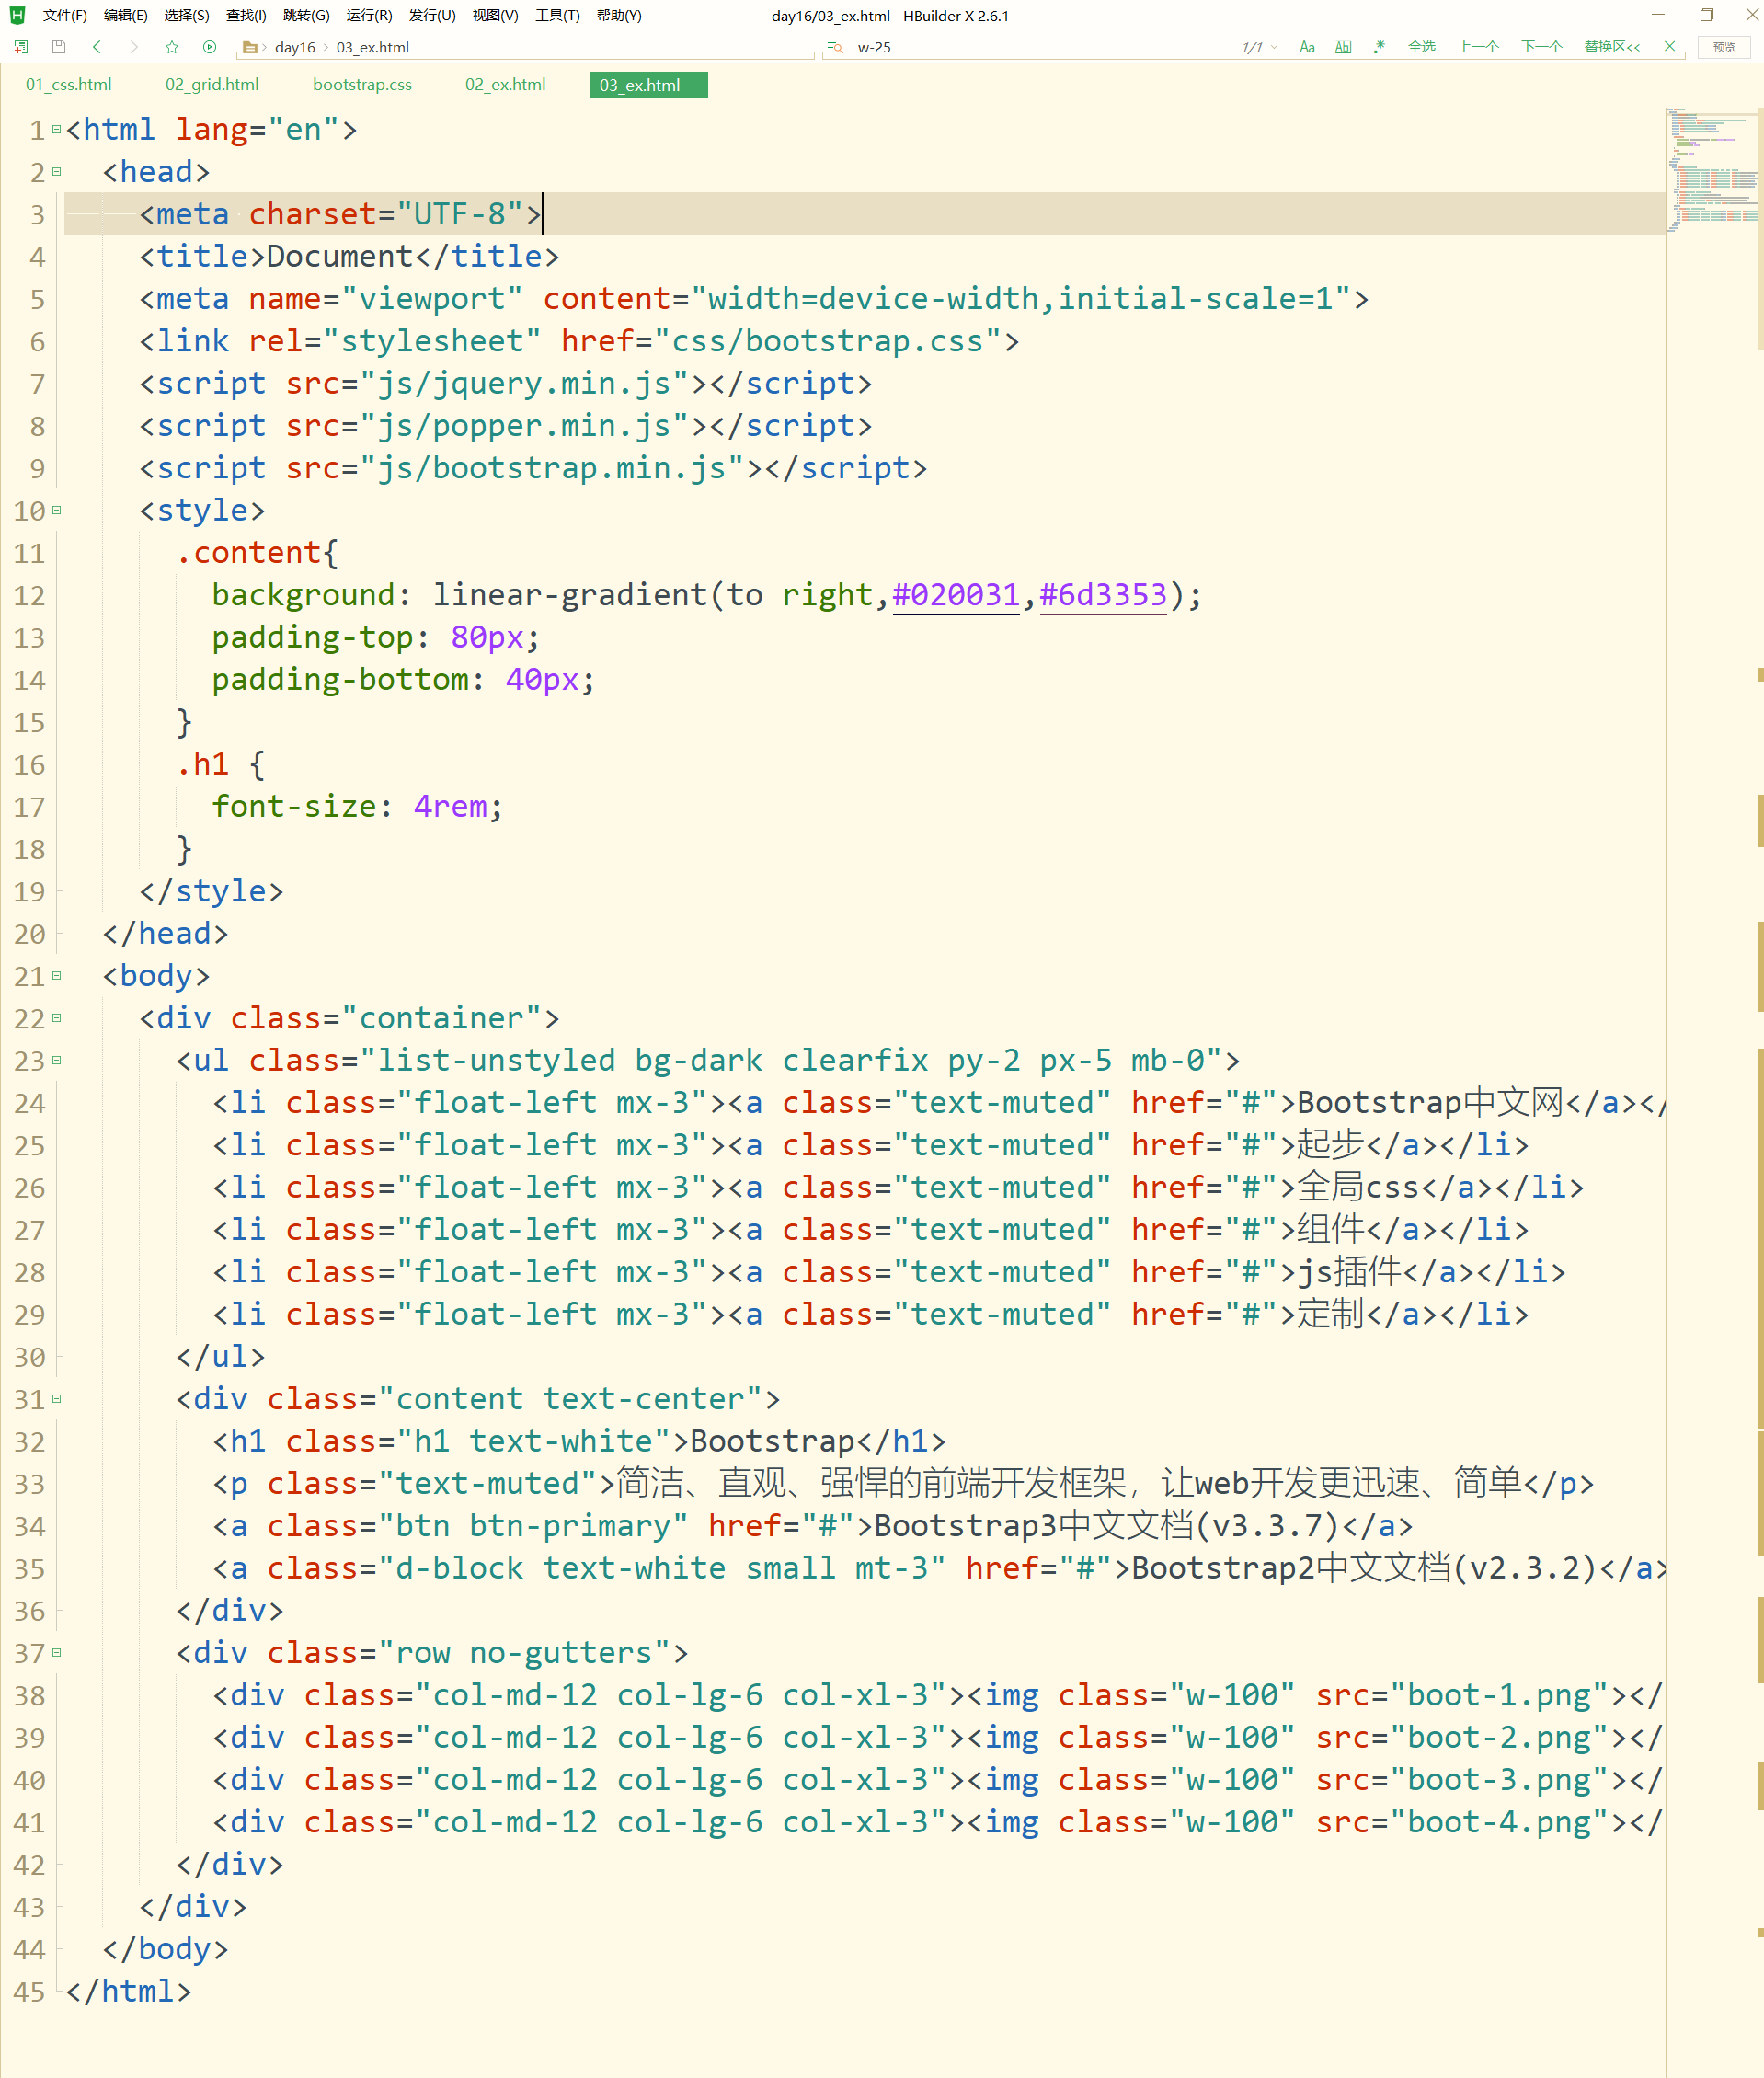 文件(F) 编辑(E) 选择(S) 查找(I) 跳转(G) 运行(R) 发行(U) 视图(V) 工具(T) 帮助(Y) day16/03_ex.html - HBuilder X 2.6.1
day16 03_ex.html w-25 1/1 Aa Ab .* 全选 上一个 下一个 替换区<< 预览
01_css.html 02_grid.html bootstrap.css 02_ex.html 03_ex.html
1 <html lang="en">
2 <head>
3 <meta charset="UTF-8">
4 <title>Document</title>
5 <meta name="viewport" content="width=device-width,initial-scale=1">
6 <link rel="stylesheet" href="css/bootstrap.css">
7 <script src="js/jquery.min.js"></script>
8 <script src="js/popper.min.js"></script>
9 <script src="js/bootstrap.min.js"></script>
10 <style>
11 .content{
12 background: linear-gradient(to right,#020031,#6d3353);
13 padding-top: 80px;
14 padding-bottom: 40px;
15 }
16 .h1 {
17 font-size: 4rem;
18 }
19 </style>
20 </head>
21 <body>
22 <div class="container">
23 <ul class="list-unstyled bg-dark clearfix py-2 px-5 mb-0">
24 <li class="float-left mx-3"><a class="text-muted" href="#">Bootstrap中文网</a></
25 <li class="float-left mx-3"><a class="text-muted" href="#">起步</a></li>
26 <li class="float-left mx-3"><a class="text-muted" href="#">全局css</a></li>
27 <li class="float-left mx-3"><a class="text-muted" href="#">组件</a></li>
28 <li class="float-left mx-3"><a class="text-muted" href="#">js插件</a></li>
29 <li class="float-left mx-3"><a class="text-muted" href="#">定制</a></li>
30 </ul>
31 <div class="content text-center">
32 <h1 class="h1 text-white">Bootstrap</h1>
33 <p class="text-muted">简洁、直观、强悍的前端开发框架，让web开发更迅速、简单</p>
34 <a class="btn btn-primary" href="#">Bootstrap3中文文档(v3.3.7)</a>
35 <a class="d-block text-white small mt-3" href="#">Bootstrap2中文文档(v2.3.2)</a>
36 </div>
37 <div class="row no-gutters">
38 <div class="col-md-12 col-lg-6 col-xl-3"><img class="w-100" src="boot-1.png"></
39 <div class="col-md-12 col-lg-6 col-xl-3"><img class="w-100" src="boot-2.png"></
40 <div class="col-md-12 col-lg-6 col-xl-3"><img class="w-100" src="boot-3.png"></
41 <div class="col-md-12 col-lg-6 col-xl-3"><img class="w-100" src="boot-4.png"></
42 </div>
43 </div>
44 </body>
45 </html>